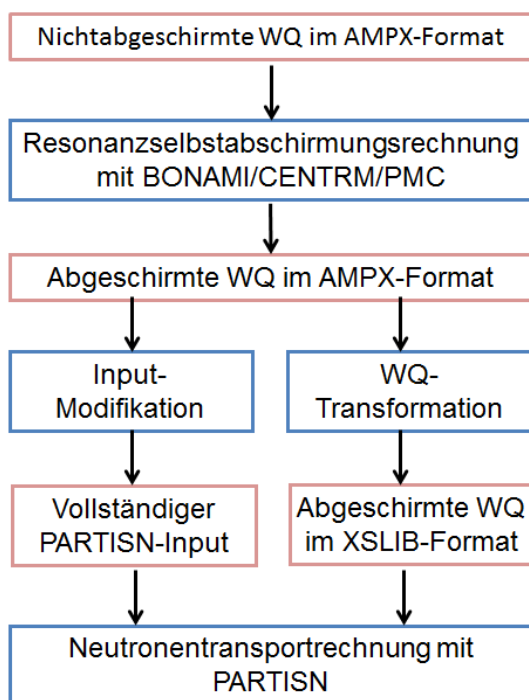 Nichtabgeschirmte WQ im AMPX-Format
Resonanzselbstabschirmungsrechnung
mit BONAMI/CENTRM/PMC
Abgeschirmte WQ im AMPX-Format
Input-
Modifikation
WQ-
Transformation
Vollständiger
PARTISN-Input
Abgeschirmte WQ
im XSLIB-Format
Neutronentransportrechnung mit
PARTISN